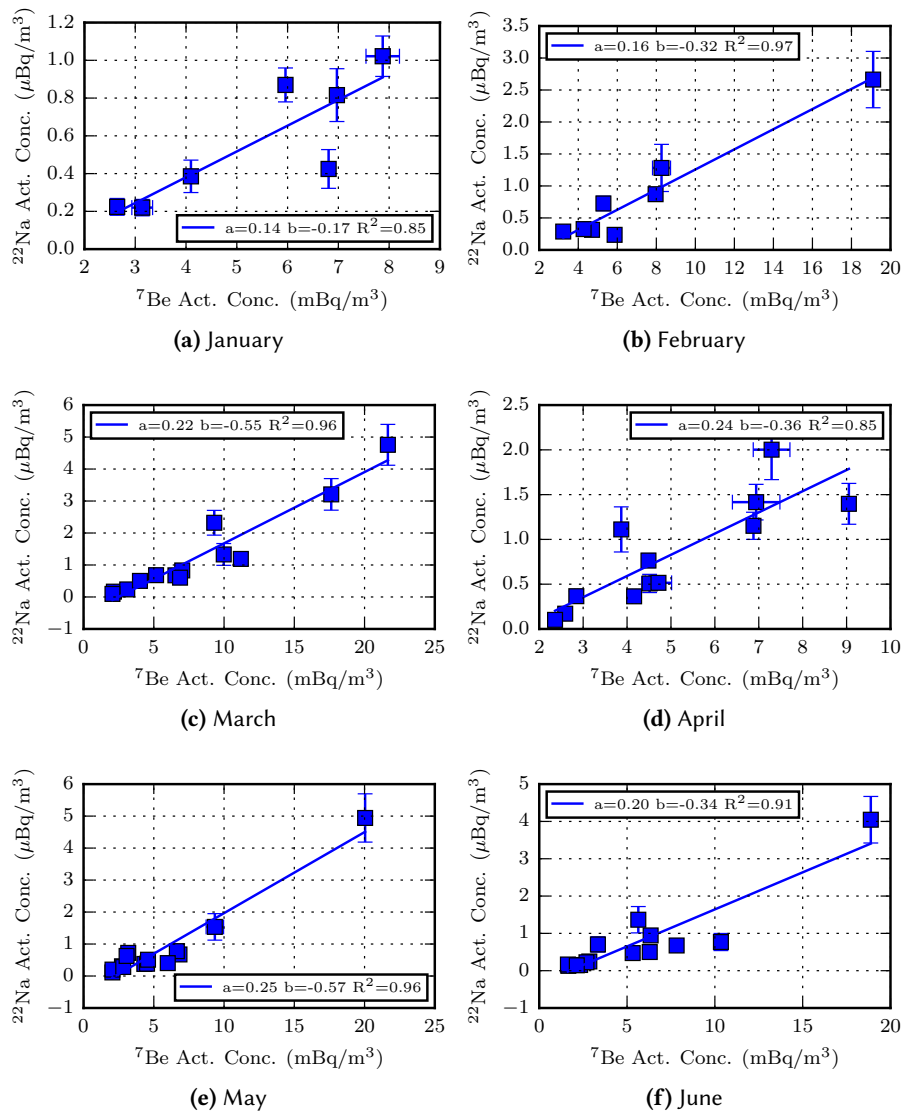 1.2
1.0
0.8
0.6
0.4
0.2
0.0
²²Na Act. Conc. (μBq/m³)
a=0.14 b=-0.17 R²=0.85
2 3 4 5 6 7 8 9
⁷Be Act. Conc. (mBq/m³)
(a) January
3.5
3.0
2.5
2.0
1.5
1.0
0.5
0.0
²²Na Act. Conc. (μBq/m³)
a=0.16 b=-0.32 R²=0.97
2 4 6 8 10 12 14 16 18 20
⁷Be Act. Conc. (mBq/m³)
(b) February
6
5
4
3
2
1
0
−1
²²Na Act. Conc. (μBq/m³)
a=0.22 b=-0.55 R²=0.96
0 5 10 15 20 25
⁷Be Act. Conc. (mBq/m³)
(c) March
2.5
2.0
1.5
1.0
0.5
0.0
²²Na Act. Conc. (μBq/m³)
a=0.24 b=-0.36 R²=0.85
2 3 4 5 6 7 8 9 10
⁷Be Act. Conc. (mBq/m³)
(d) April
6
5
4
3
2
1
0
−1
²²Na Act. Conc. (μBq/m³)
a=0.25 b=-0.57 R²=0.96
0 5 10 15 20 25
⁷Be Act. Conc. (mBq/m³)
(e) May
5
4
3
2
1
0
−1
²²Na Act. Conc. (μBq/m³)
a=0.20 b=-0.34 R²=0.91
0 5 10 15 20
⁷Be Act. Conc. (mBq/m³)
(f) June